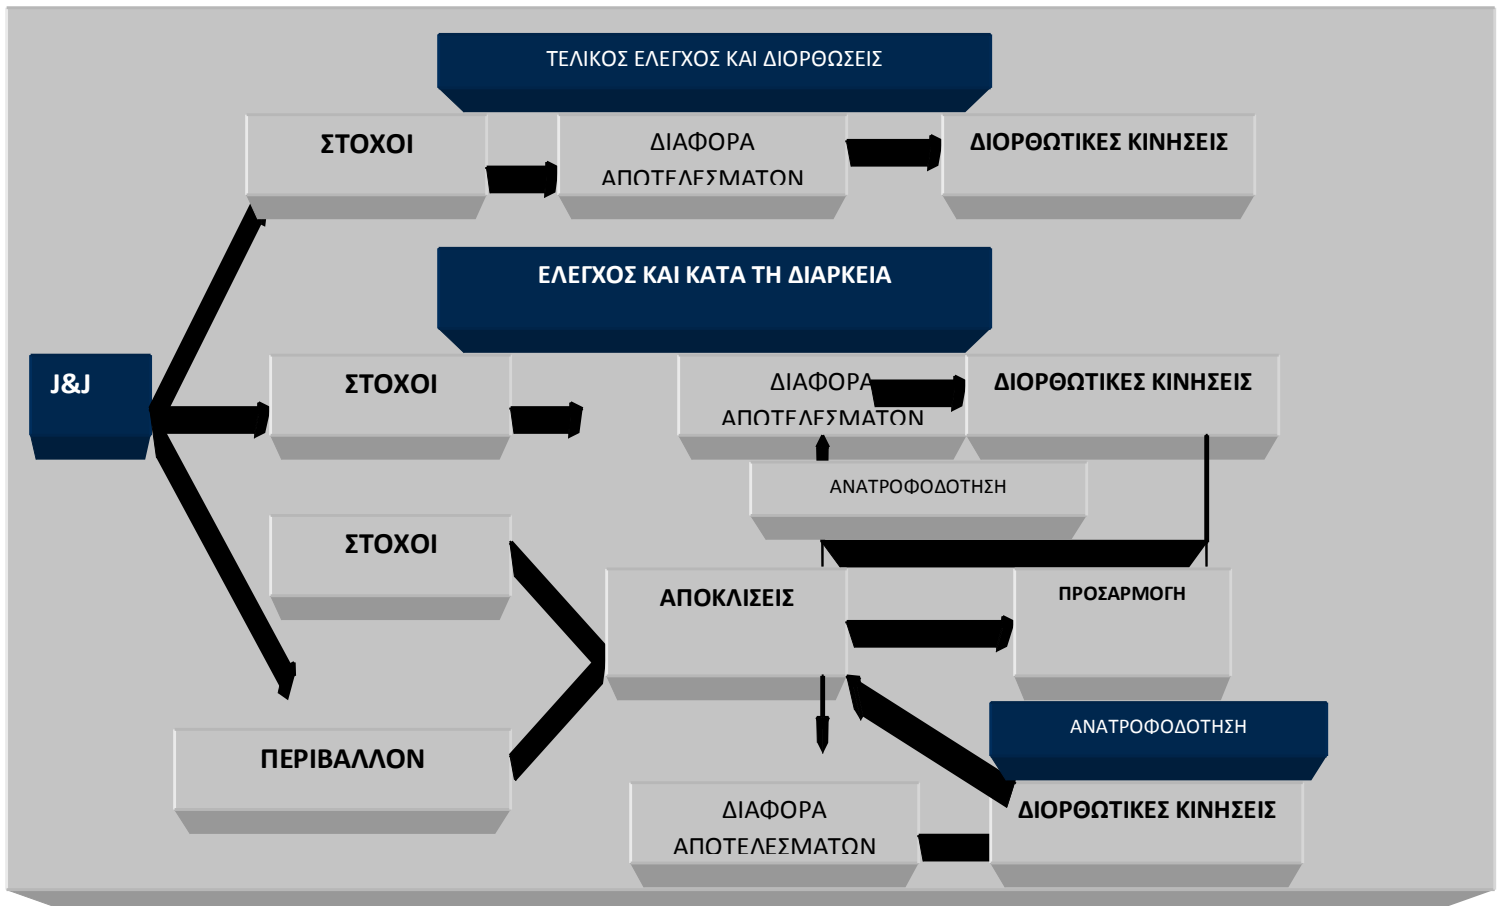 ΤΕΛΙΚΟΣ ΕΛΕΓΧΟΣ ΚΑΙ ΔΙΟΡΘΩΣΕΙΣ
ΣΤΟΧΟΙ
ΔΙΑΦΟΡΑ
ΑΠΟΤΕΛΕΣΜΑΤΩΝ
ΔΙΟΡΘΩΤΙΚΕΣ ΚΙΝΗΣΕΙΣ
ΕΛΕΓΧΟΣ ΚΑΙ ΚΑΤΑ ΤΗ ΔΙΑΡΚΕΙΑ
J&J
ΣΤΟΧΟΙ
ΔΙΑΦΟΡΑ
ΑΠΟΤΕΛΕΣΜΑΤΩΝ
ΔΙΟΡΘΩΤΙΚΕΣ ΚΙΝΗΣΕΙΣ
ΑΝΑΤΡΟΦΟΔΟΤΗΣΗ
ΣΤΟΧΟΙ
ΑΠΟΚΛΙΣΕΙΣ
ΠΡΟΣΑΡΜΟΓΗ
ΑΝΑΤΡΟΦΟΔΟΤΗΣΗ
ΠΕΡΙΒΑΛΛΟΝ
ΔΙΑΦΟΡΑ
ΑΠΟΤΕΛΕΣΜΑΤΩΝ
ΔΙΟΡΘΩΤΙΚΕΣ ΚΙΝΗΣΕΙΣ